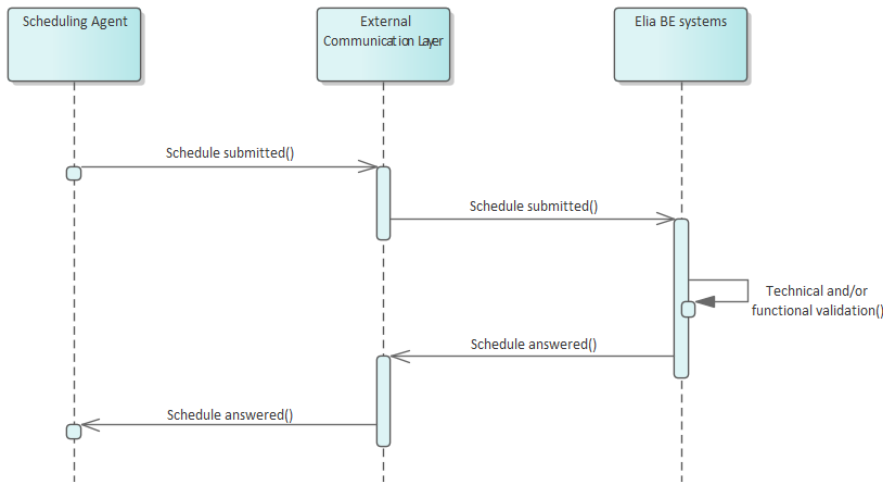 Scheduling Agent
External
Communication Layer
Elia BE systems
Schedule submitted()
Schedule submitted()
Technical and/or
functional validation()
Schedule answered()
Schedule answered()